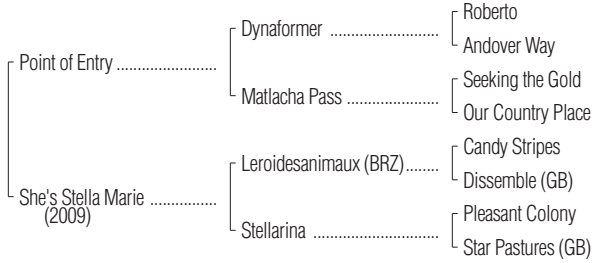 Roberto
Dynaformer ......................
Andover Way
Point of Entry ....................
Seeking the Gold
Matlacha Pass ...................
Our Country Place
Candy Stripes
Leroidesanimaux (BRZ).......
Dissemble (GB)
She's Stella Marie .............
(2009)
Pleasant Colony
Stellarina .........................
Star Pastures (GB)